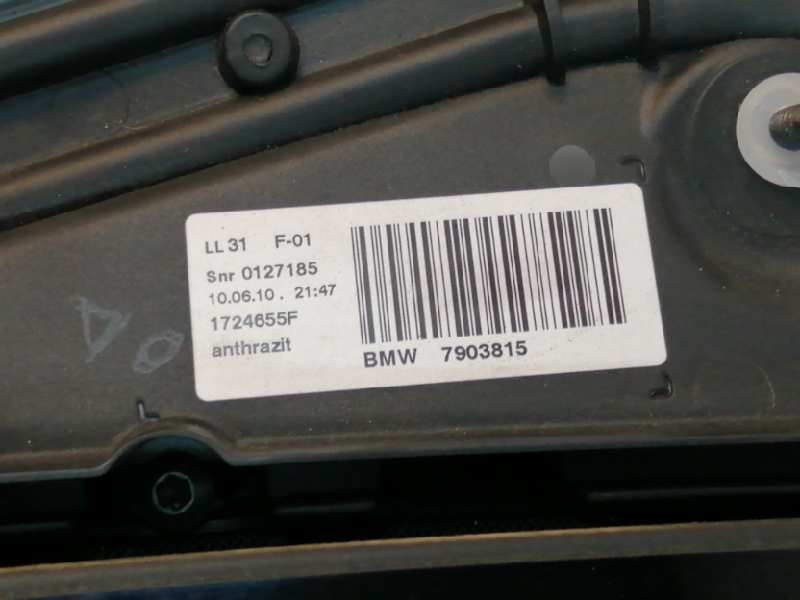 LL 31 F-01
Snr 0127185
10.06.10. 21:47
1724655F
anthrazit
BMW 7903815